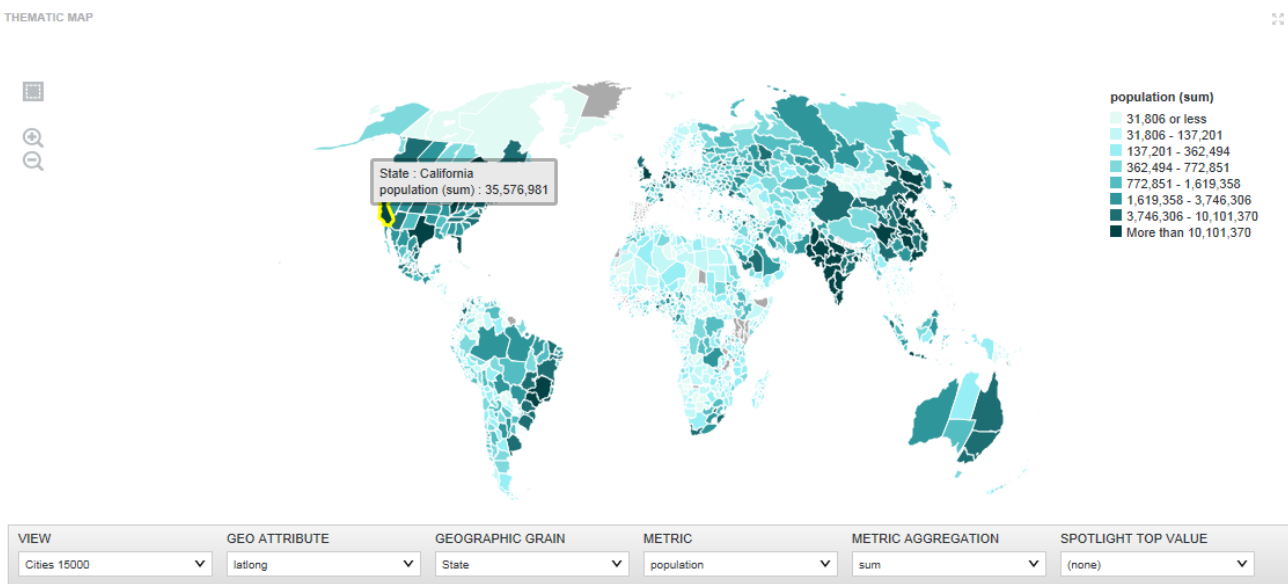 THEMATIC MAP
State : California
population (sum) : 35,576,981
population (sum)
31,806 or less
31,806 - 137,201
137,201 - 362,494
362,494 - 772,851
772,851 - 1,619,358
1,619,358 - 3,746,306
3,746,306 - 10,101,370
More than 10,101,370
VIEW GEO ATTRIBUTE GEOGRAPHIC GRAIN METRIC METRIC AGGREGATION SPOTLIGHT TOP VALUE
Cities 15000 latlong State population sum (none)